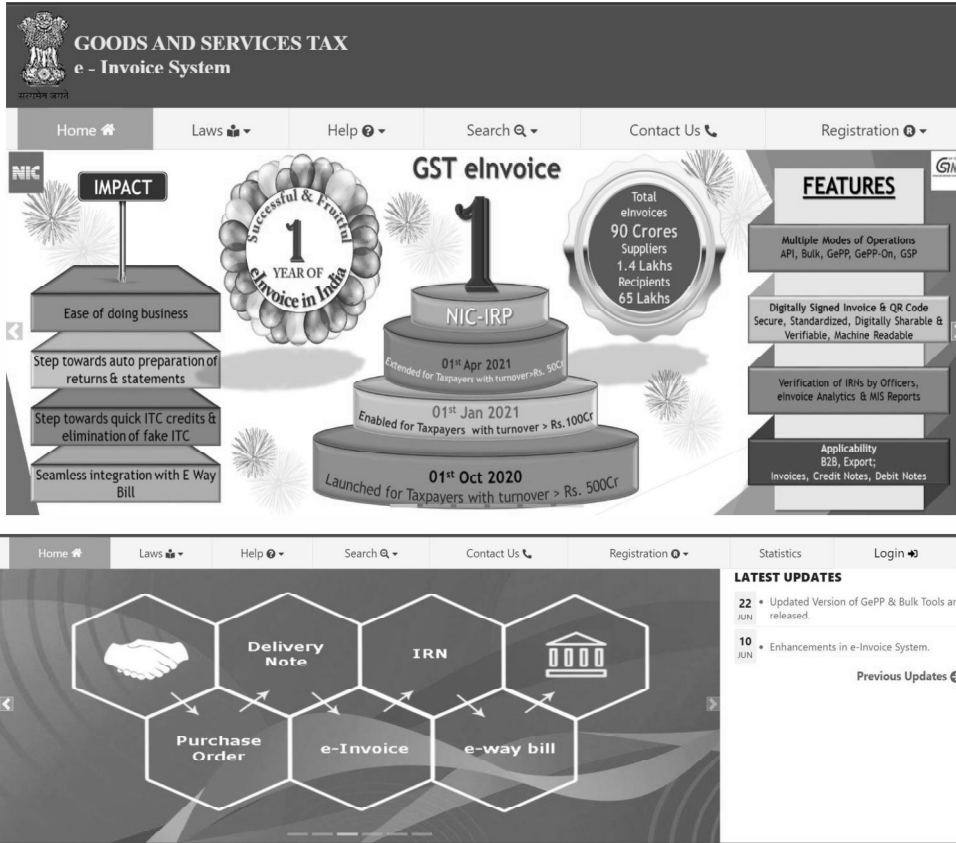 GOODS AND SERVICES TAX
e - Invoice System
सत्यमेव जयते
Home
Laws
Help
Search
Contact Us
Registration
NIC
IMPACT
Ease of doing business
Step towards auto preparation of
returns & statements
Step towards quick ITC credits &
elimination of fake ITC
Seamless integration with E Way
Bill
Successful & Fruitful
1
YEAR OF
eInvoice in India
GST eInvoice
1
NIC-IRP
01st Apr 2021
Extended for Taxpayers with turnover>Rs. 50Cr
01st Jan 2021
Enabled for Taxpayers with turnover > Rs.100Cr
01st Oct 2020
Launched for Taxpayers with turnover > Rs. 500Cr
Total
eInvoices
90 Crores
Suppliers
1.4 Lakhs
Recipients
65 Lakhs
FEATURES
Multiple Modes of Operations
API, Bulk, GePP, GePP-On, GSP
Digitally Signed Invoice & QR Code
Secure, Standardized, Digitally Sharable &
Verifiable, Machine Readable
Verification of IRNs by Officers,
eInvoice Analytics & MIS Reports
Applicability
B2B, Export;
Invoices, Credit Notes, Debit Notes
Home
Laws
Help
Search
Contact Us
Registration
Statistics
Login
Delivery
Note
IRN
Purchase
Order
e-Invoice
e-way bill
LATEST UPDATES
22
JUN
Updated Version of GePP & Bulk Tools
released.
10
JUN
Enhancements in e-Invoice System.
Previous Updates